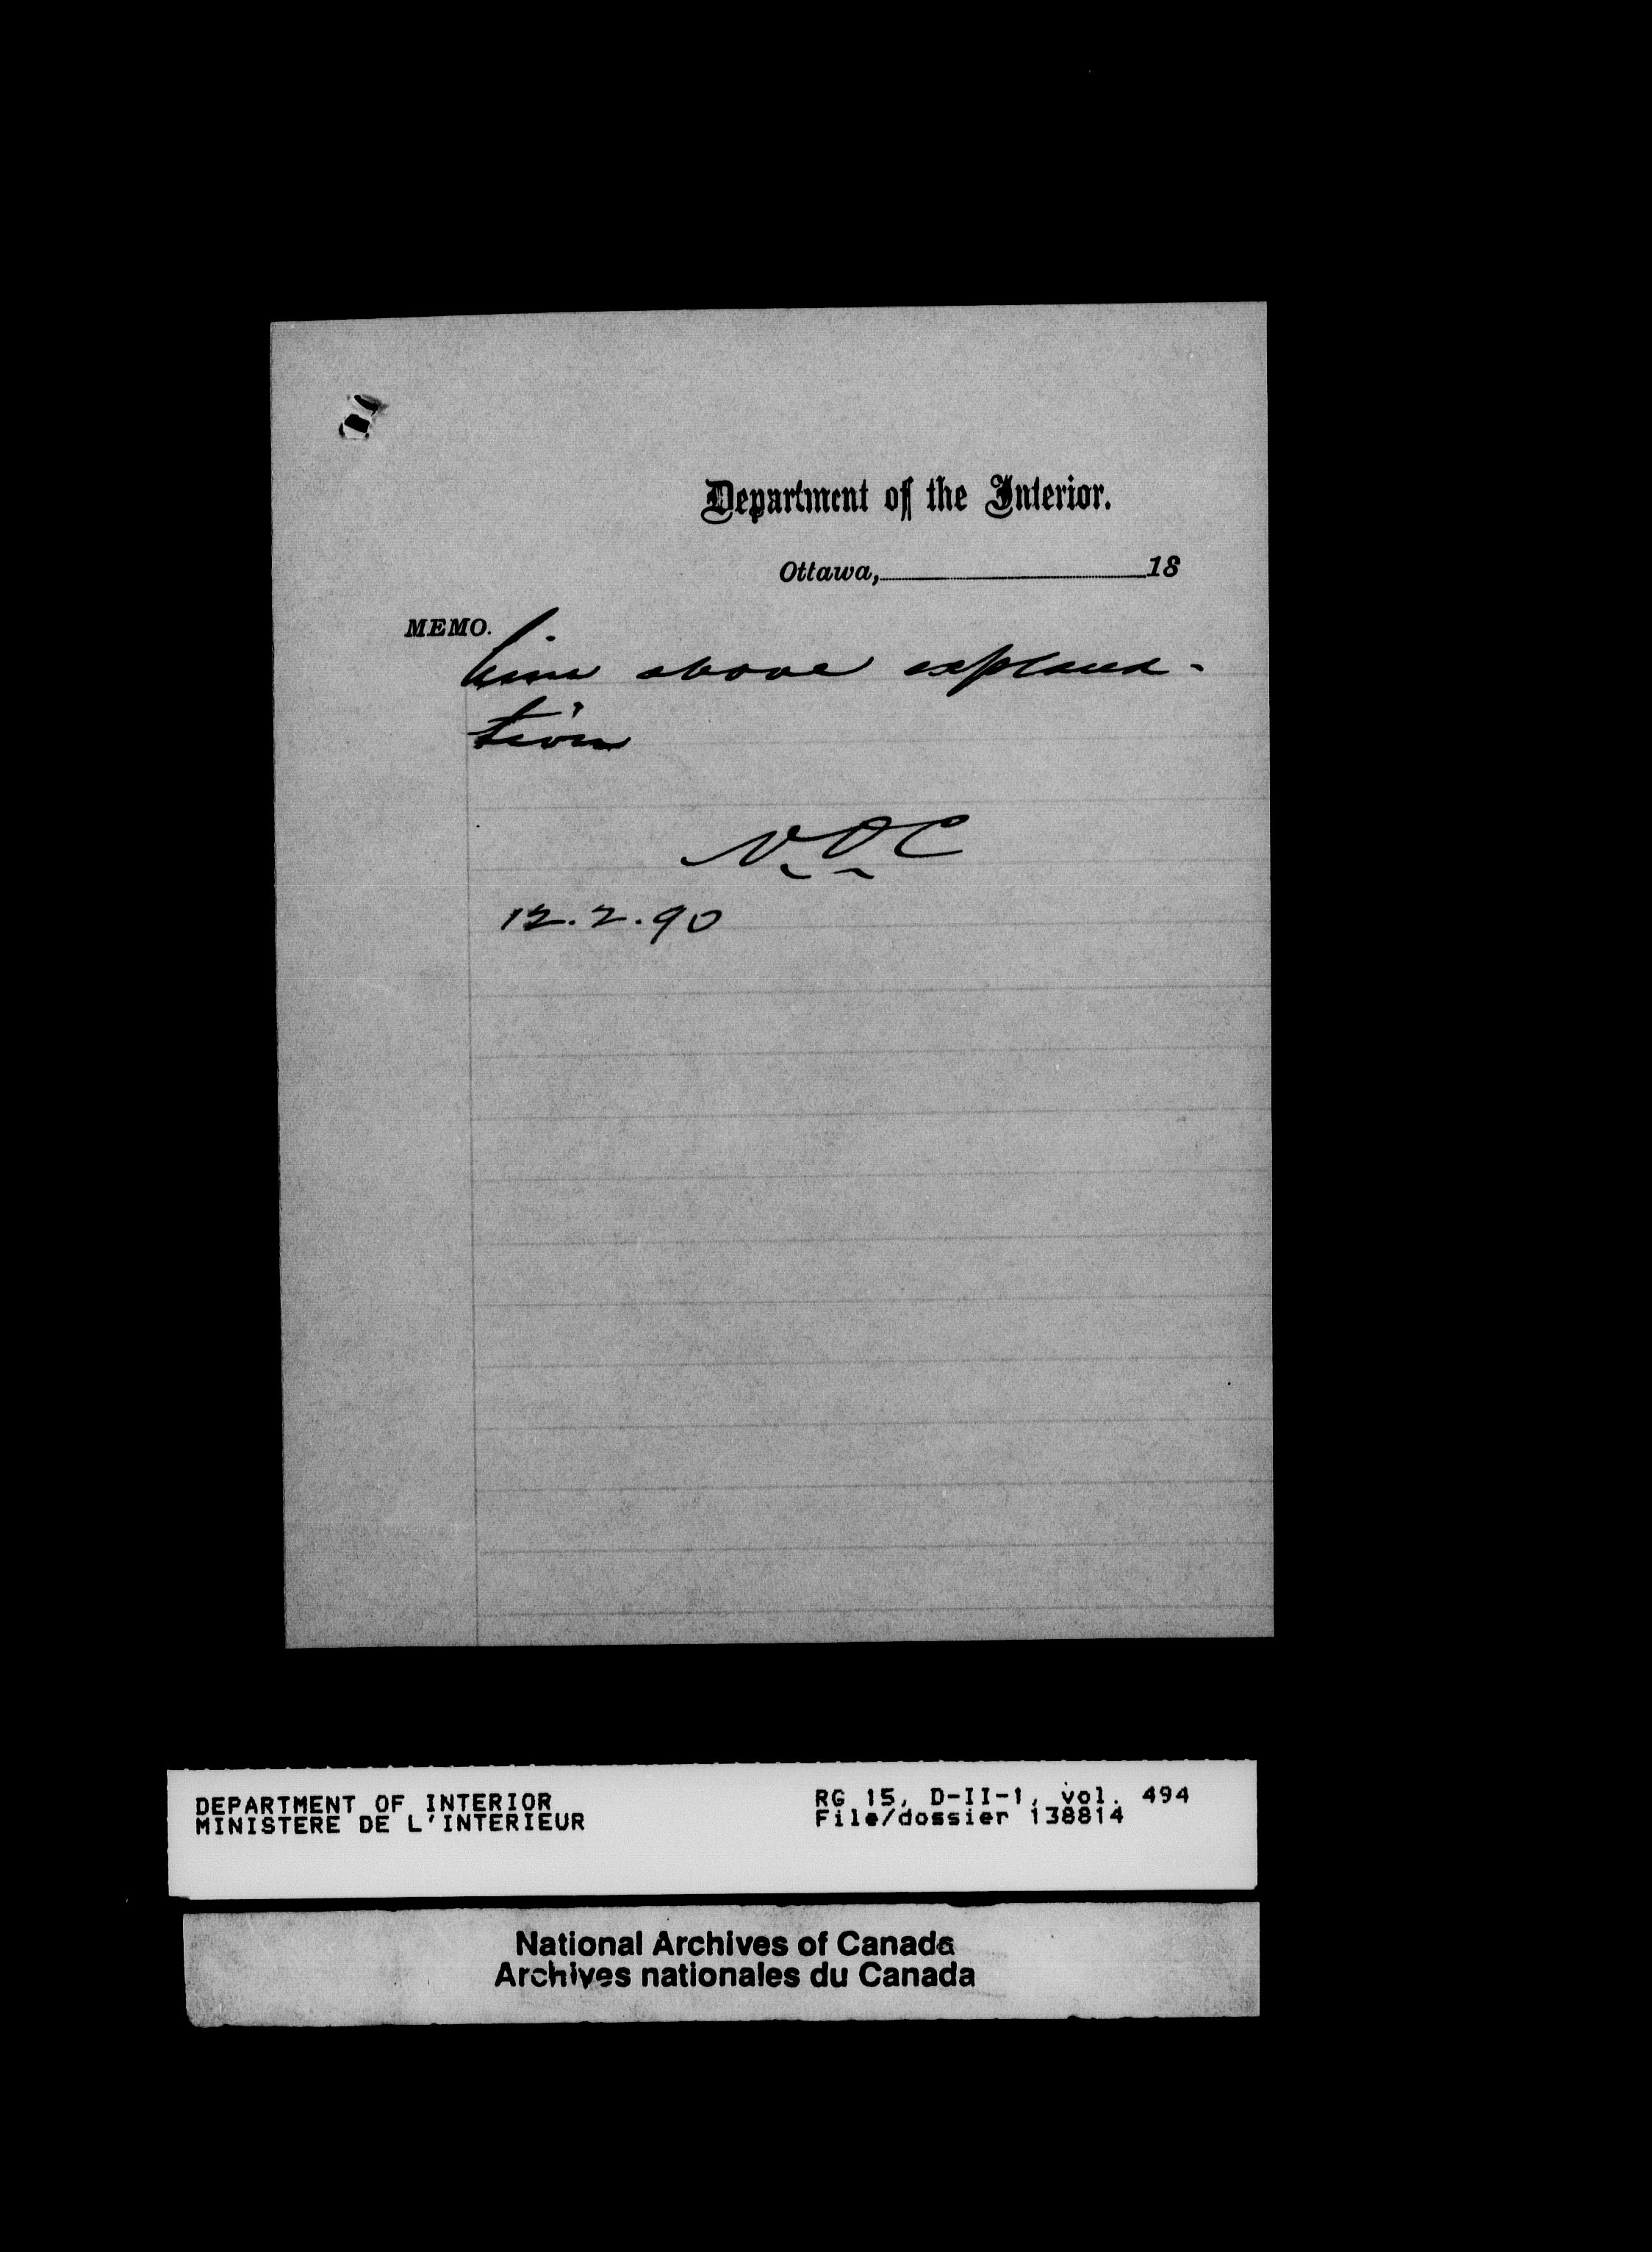 Department of the Interior.
Ottawa, 18
MEMO.
him above explana-
tion
N.O.C
12.2.90
DEPARTMENT OF INTERIOR
MINISTERE DE L'INTERIEUR
RG 15, D-II-1, vol. 494
File/dossier 138814
National Archives of Canada
Archives nationales du Canada